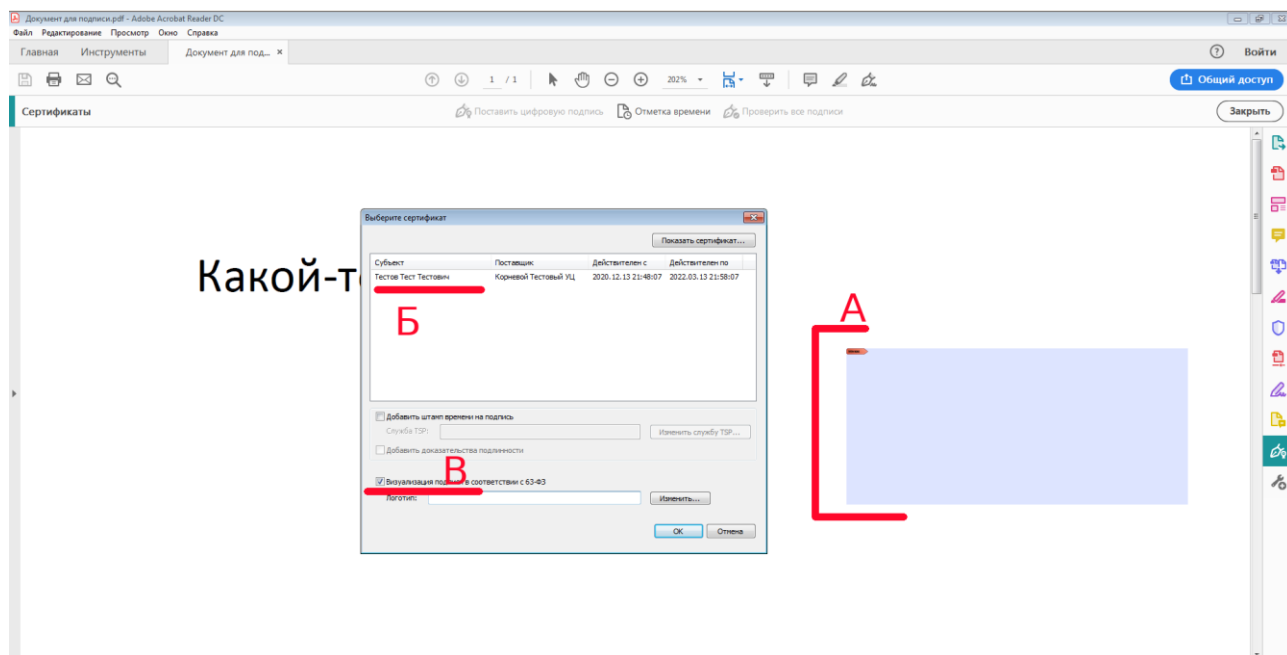 Документ для подписи.pdf - Adobe Acrobat Reader DC
Файл Редактирование Просмотр Окно Справка
Главная Инструменты Документ для под... × ? Войти
1 / 1 202% Общий доступ
Сертификаты Поставить цифровую подпись Отметка времени Проверить все подписи Закрыть
Выберите сертификат
Показать сертификат...
Субъект Поставщик Действителен с Действителен по
Тестов Тест Тестович Корневой Тестовый УЦ 2020.12.13 21:48:07 2022.03.13 21:58:07
Какой-т
Б
А
Добавить штамп времени на подпись
Служба TSP: Изменить службу TSP...
Добавить доказательства подлинности
В
Визуализация подписи в соответствии с 63-ФЗ
Логотип: Изменить...
ОК Отмена